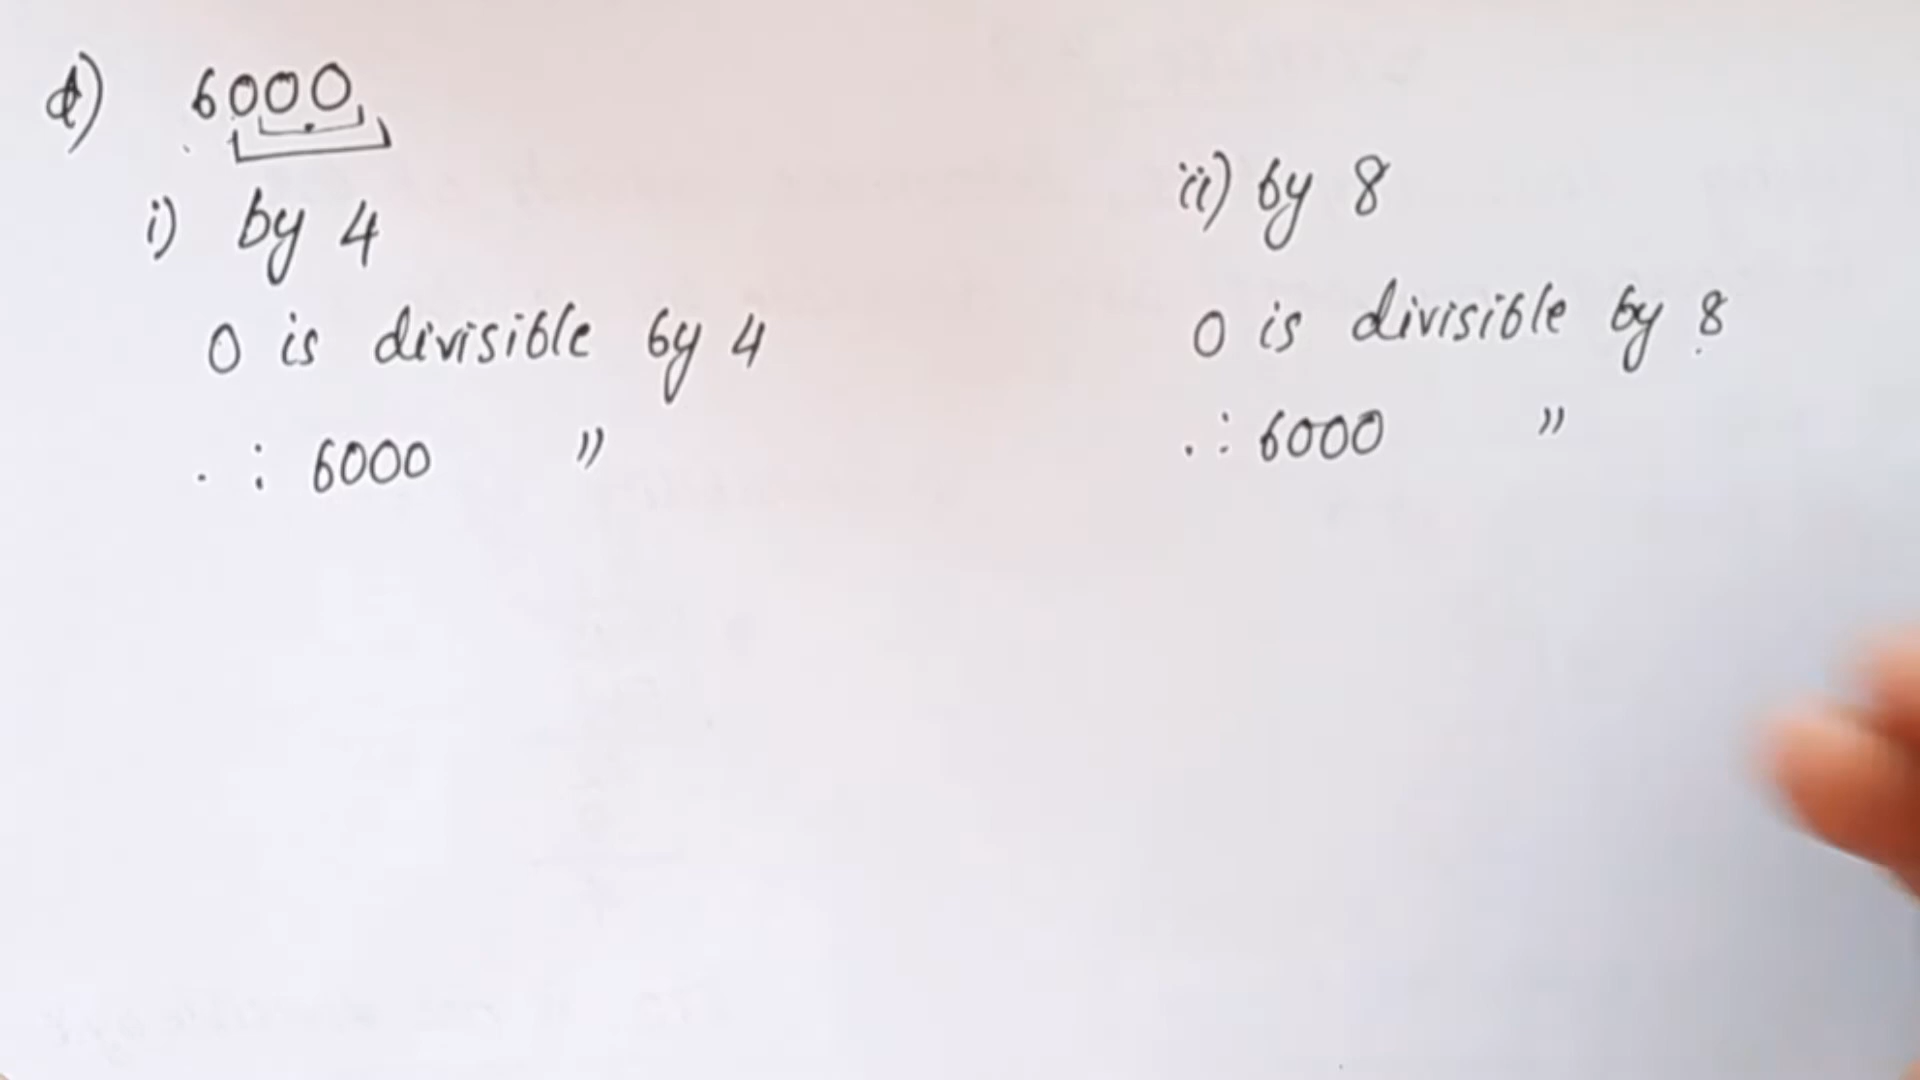 d) 6000
i) by 4
0 is divisible by 4
∴ 6000 "
ii) by 8
0 is divisible by 8
∴ 6000 "